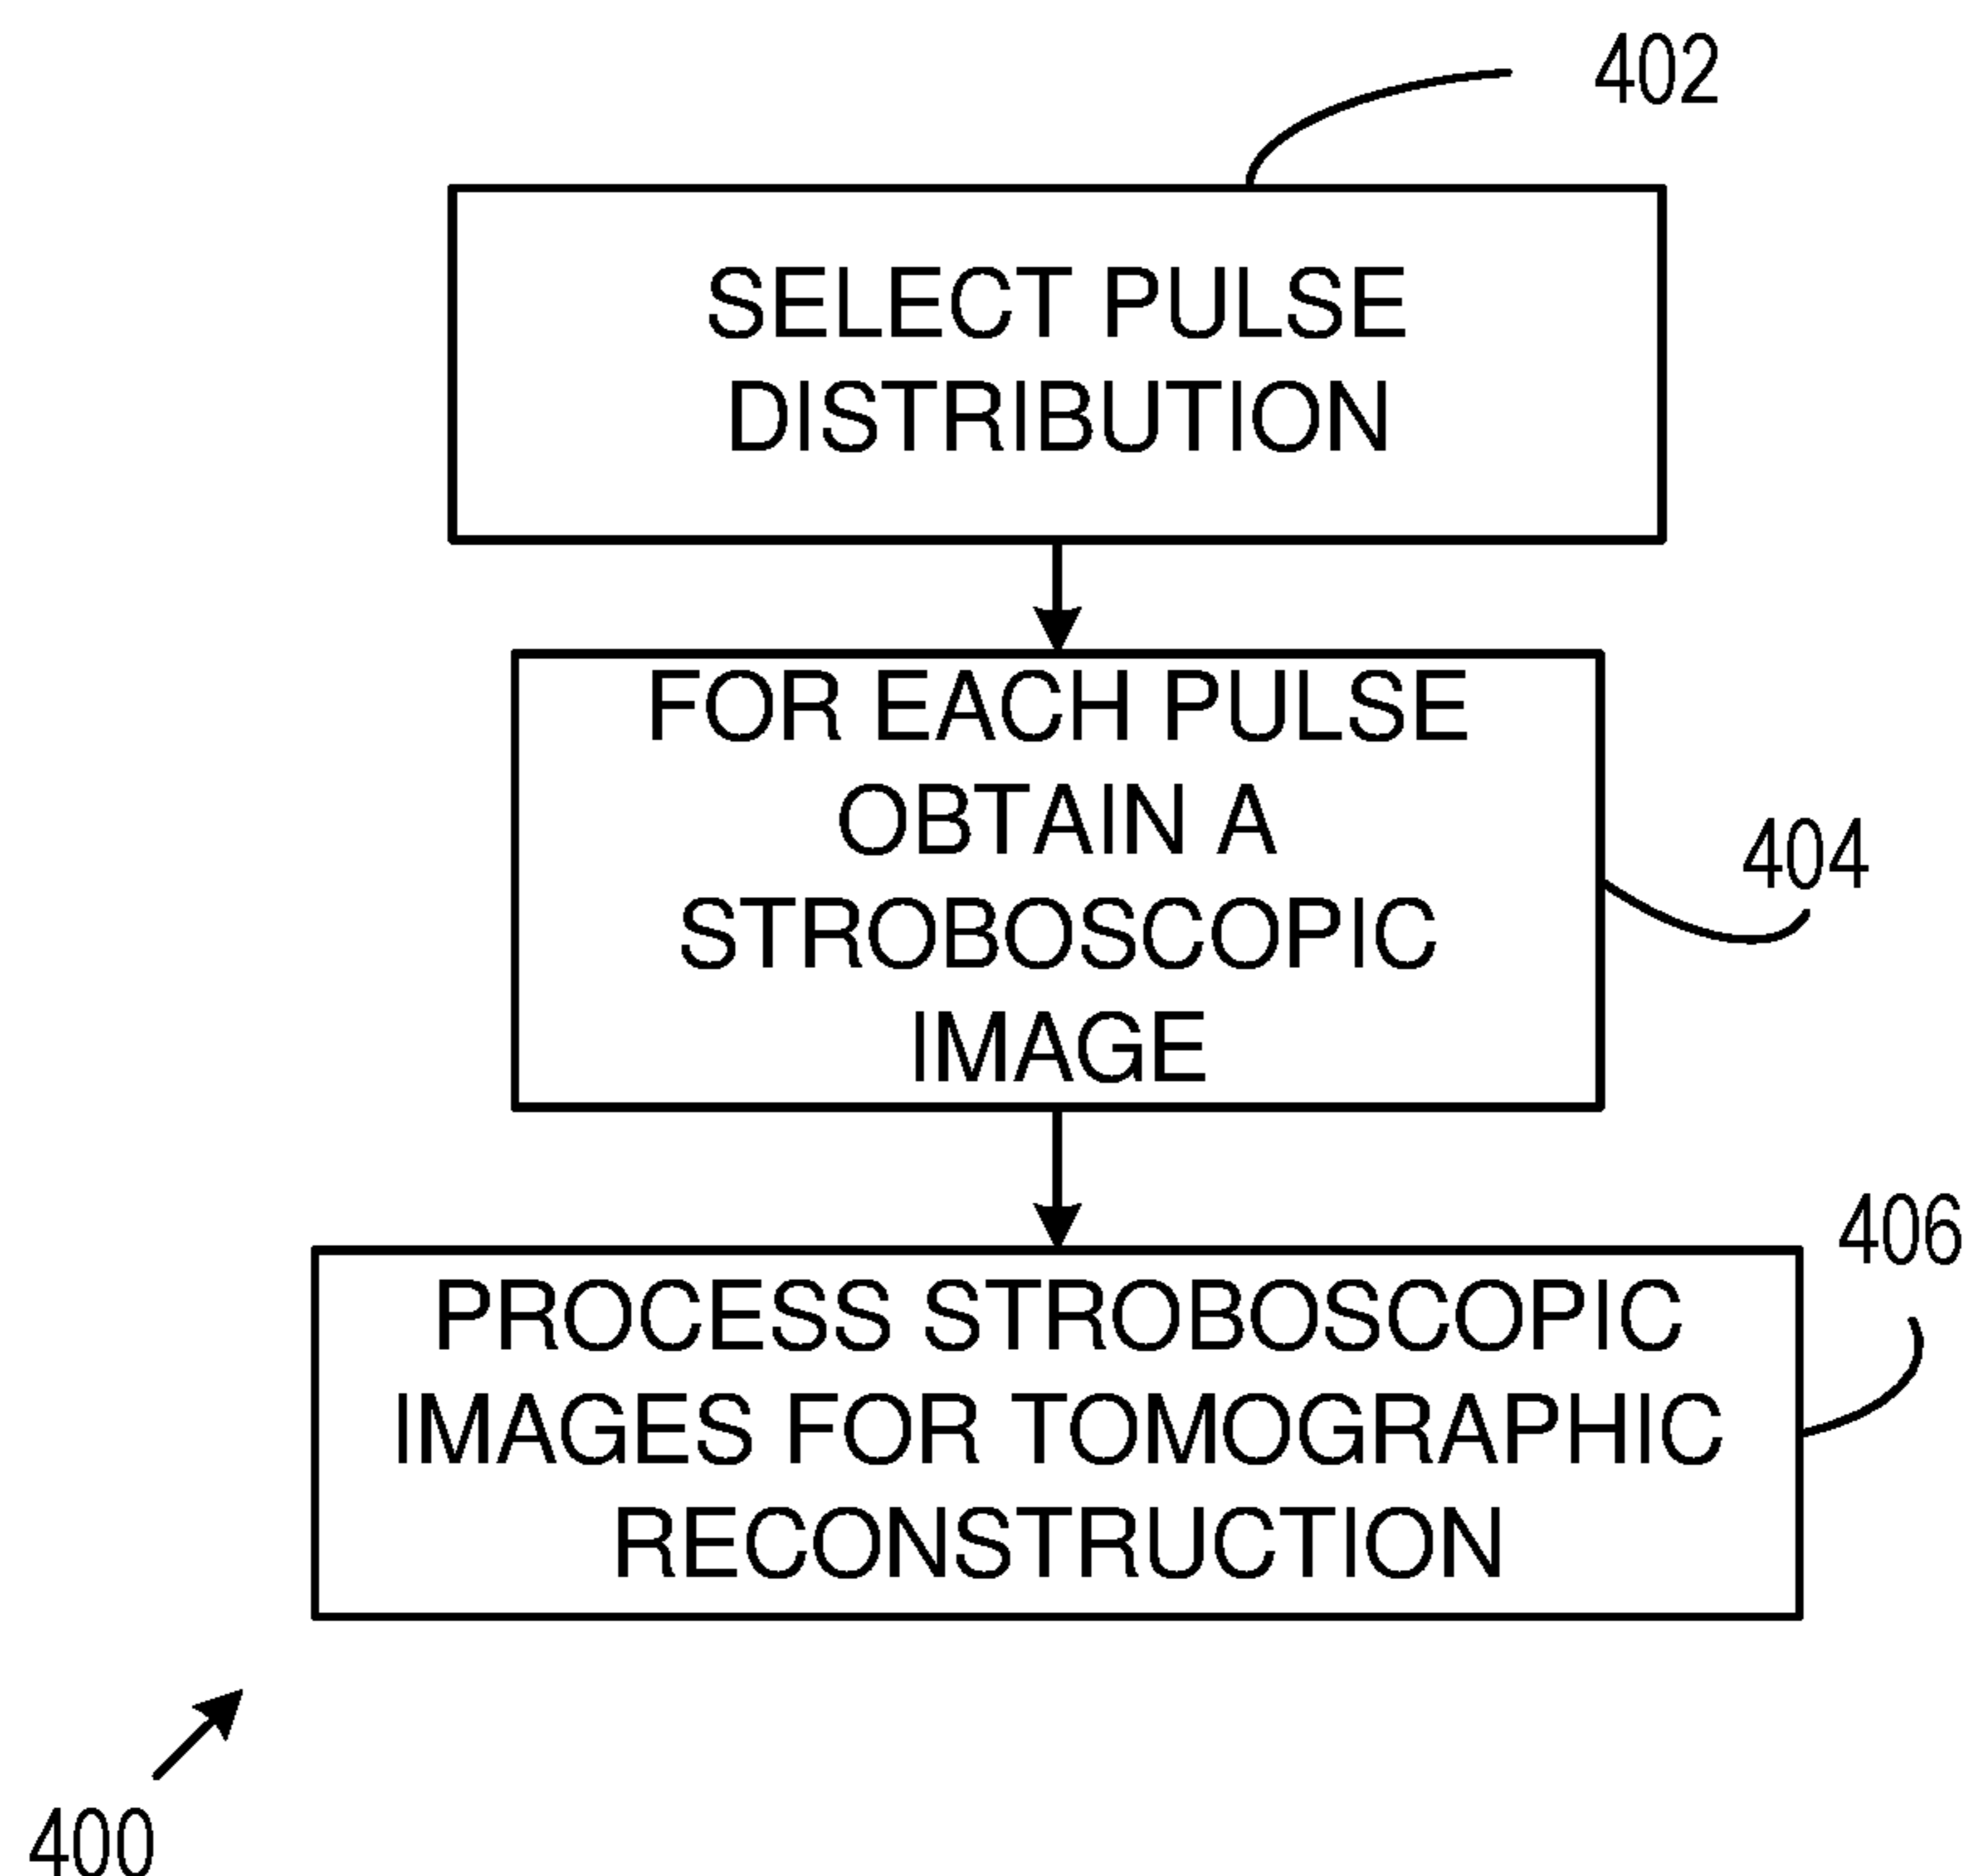 402
SELECT PULSE
DISTRIBUTION
FOR EACH PULSE
OBTAIN A
STROBOSCOPIC
IMAGE
404
406
PROCESS STROBOSCOPIC
IMAGES FOR TOMOGRAPHIC
RECONSTRUCTION
400